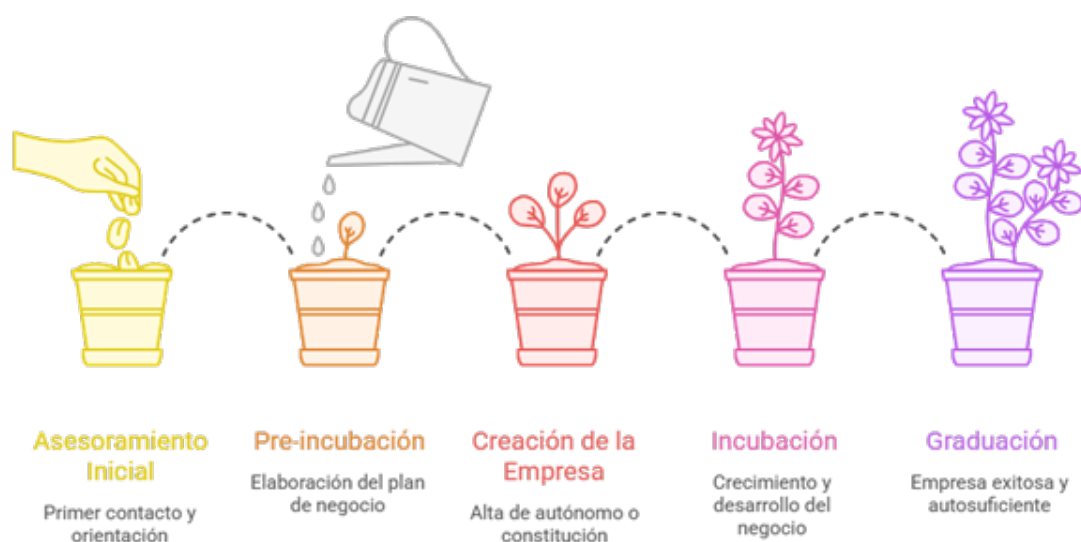 Asesoramiento
Inicial
Primer contacto y
orientación
Pre-incubación
Elaboración del plan
de negocio
Creación de la
Empresa
Alta de autónomo o
constitución
Incubación
Crecimiento y
desarrollo del
negocio
Graduación
Empresa exitosa y
autosuficiente